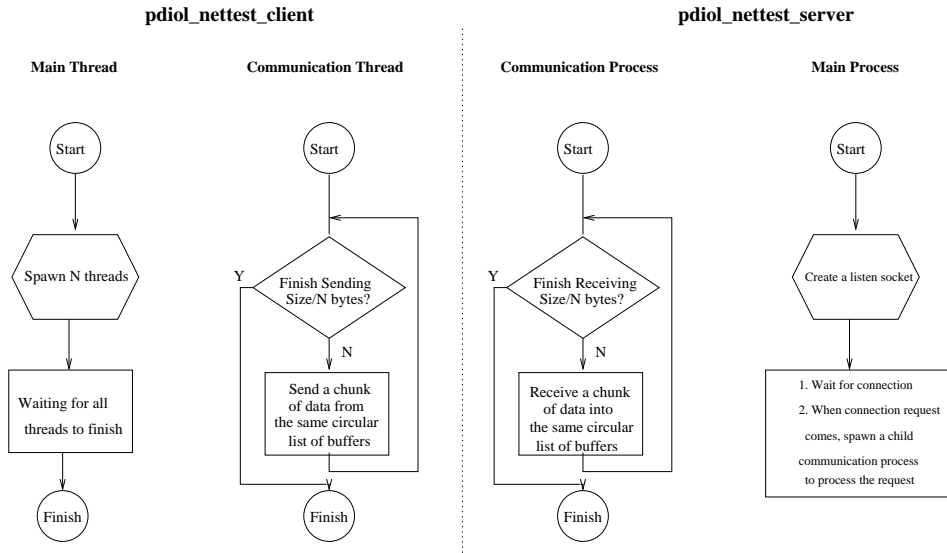 pdiol_nettest_client
pdiol_nettest_server
Main Thread
Communication Thread
Communication Process
Main Process
Start
Start
Start
Start
Spawn N threads
Y
Finish Sending
Size/N bytes?
N
Y
Finish Receiving
Size/N bytes?
N
Create a listen socket
Waiting for all
threads to finish
Send a chunk
of data from
the same circular
list of buffers
Receive a chunk
of data into
the same circular
list of buffers
1. Wait for connection
2. When connection request
comes, spawn a child
communication process
to process the request
Finish
Finish
Finish